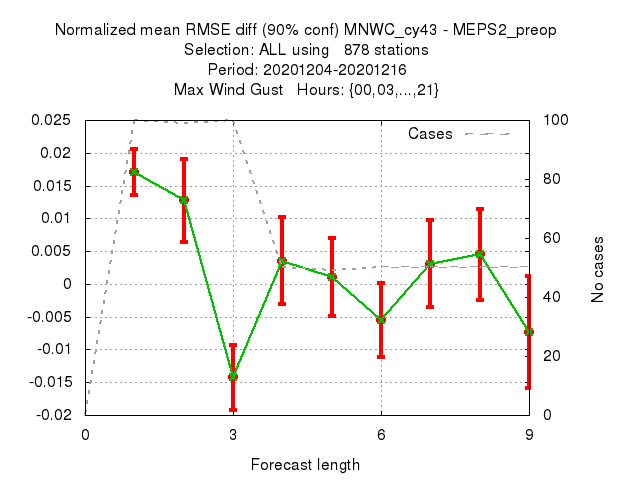 Normalized mean RMSE diff (90% conf) MNWC_cy43 - MEPS2_preop
Selection: ALL using   878 stations
Period: 20201204-20201216
Max Wind Gust   Hours: {00,03,...,21}
Cases
0.025
0.02
0.015
0.01
0.005
0
-0.005
-0.01
-0.015
-0.02
100
80
60
40
20
0
No cases
0 3 6 9
Forecast length